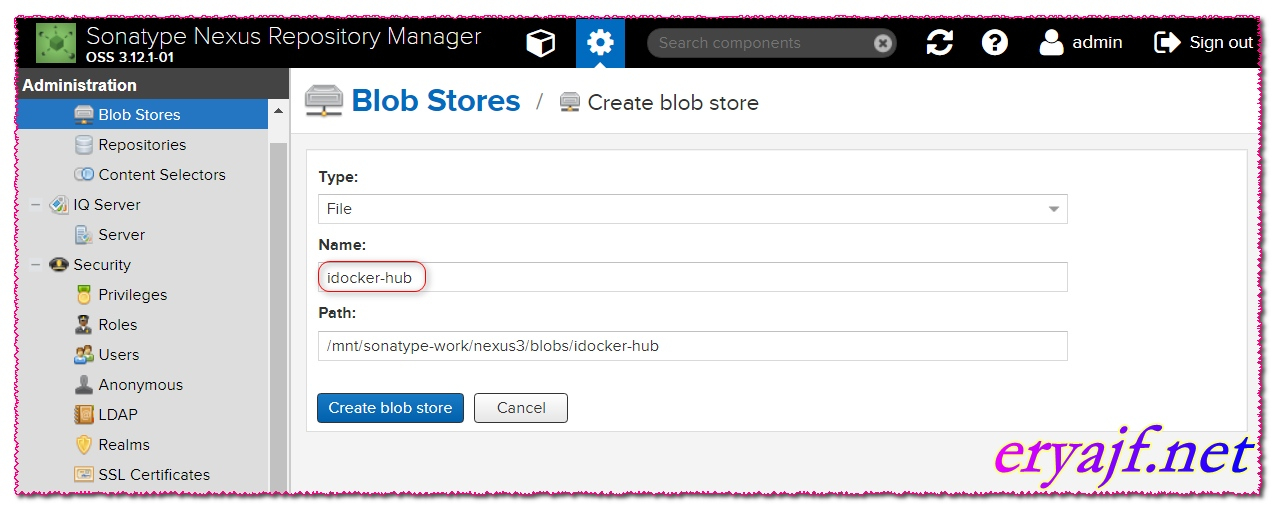 Sonatype Nexus Repository Manager
OSS 3.12.1-01
Search components
admin
Sign out
Administration
Blob Stores
Repositories
Content Selectors
IQ Server
Server
Security
Privileges
Roles
Users
Anonymous
LDAP
Realms
SSL Certificates
Blob Stores / Create blob store
Type:
File
Name:
idocker-hub
Path:
/mnt/sonatype-work/nexus3/blobs/idocker-hub
Create blob store
Cancel
eryajf.net